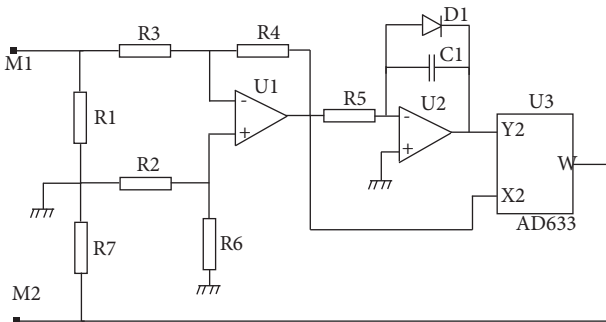 D1
R3
R4
M1
C1
U1
R5
U2
U3
-
-
R1
+
+
Y2
R2
W
X2
R7
R6
AD633
M2